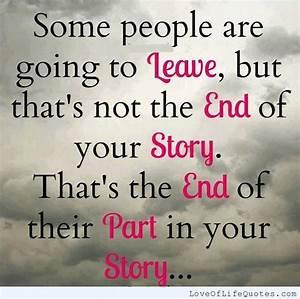 Some people are
going to Leave, but
that's not the End of
your Story.
That's the End of
their Part in your
Story...
LoveOfLifeQuotes.com